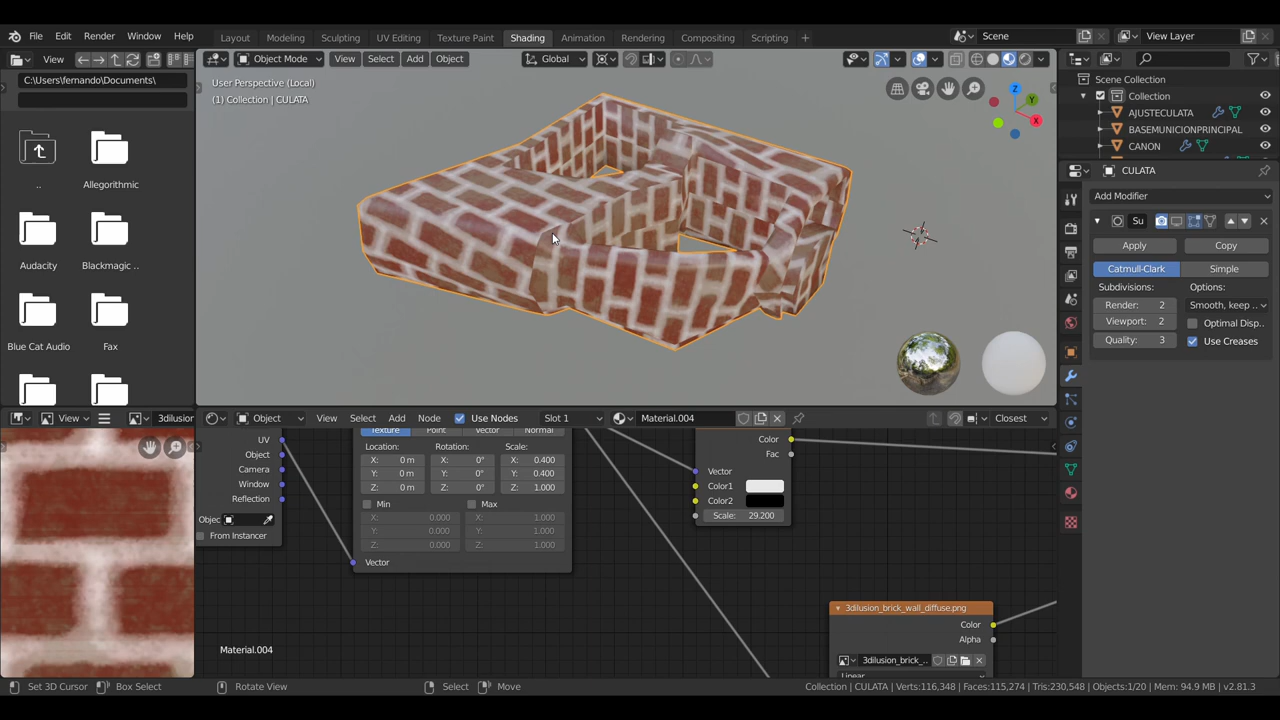 File Edit Render Window Help Layout Modeling Sculpting UV Editing Texture Paint Shading Animation Rendering Compositing Scripting + Scene View Layer
View Object Mode View Select Add Object Global
C:\Users\fernando\Documents\
User Perspective (Local)
(1) Collection | CULATA
Z
Y
X
Scene Collection
Collection
AJUSTECULATA
BASEMUNICIONPRINCIPAL
CANON
CULATA
Add Modifier
Su
Apply Copy
Catmull-Clark Simple
Subdivisions: Options:
Render: 2 Smooth, keep ..
Viewport: 2 Optimal Disp..
Quality: 3 Use Creases
.. Allegorithmic
Audacity Blackmagic ..
Blue Cat Audio Fax
View 3dilusion
Object View Select Add Node Use Nodes Slot 1 Material.004 Closest
UV
Object
Camera
Window
Reflection
Objec
From Instancer
Texture Point Vector Normal
Location: Rotation: Scale:
X: 0 m X: 0° X: 0.400
Y: 0 m Y: 0° Y: 0.400
Z: 0 m Z: 0° Z: 1.000
Min Max
X: 0.000 X: 1.000
Y: 0.000 Y: 1.000
Z: 0.000 Z: 1.000
Vector
Color
Fac
Vector
Color1
Color2
Scale: 29.200
3dilusion_brick_wall_diffuse.png
Color
Alpha
3dilusion_brick_..
Linear
Material.004
Set 3D Cursor Box Select Rotate View Select Move Collection | CULATA | Verts:116,348 | Faces:115,274 | Tris:230,548 | Objects:1/20 | Mem: 94.9 MB | v2.81.3